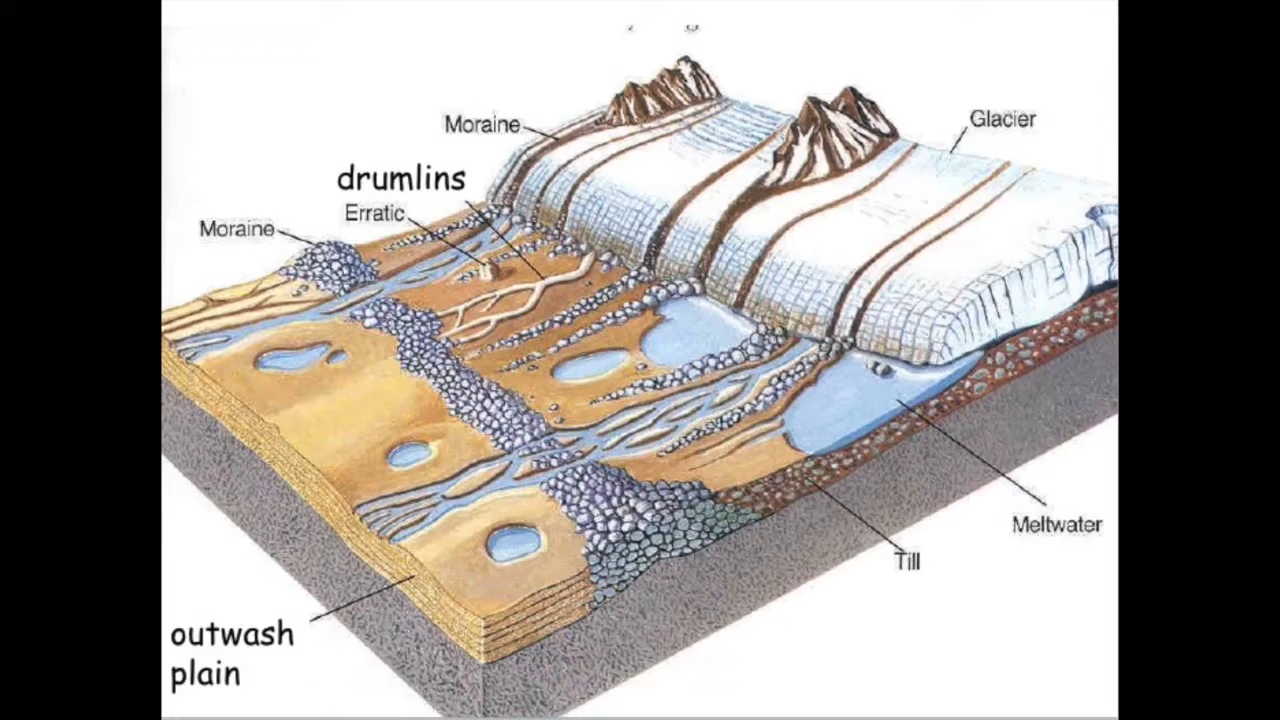 Moraine
Glacier
drumlins
Erratic
Moraine
Meltwater
Till
outwash
plain